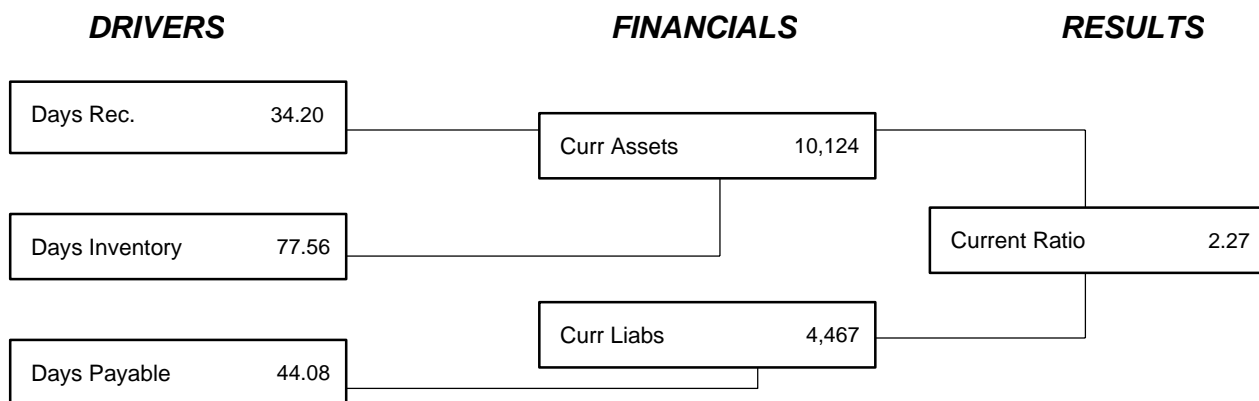 DRIVERS FINANCIALS RESULTS
Days Rec. 34.20
Curr Assets 10,124
Days Inventory 77.56
Current Ratio 2.27
Curr Liabs 4,467
Days Payable 44.08